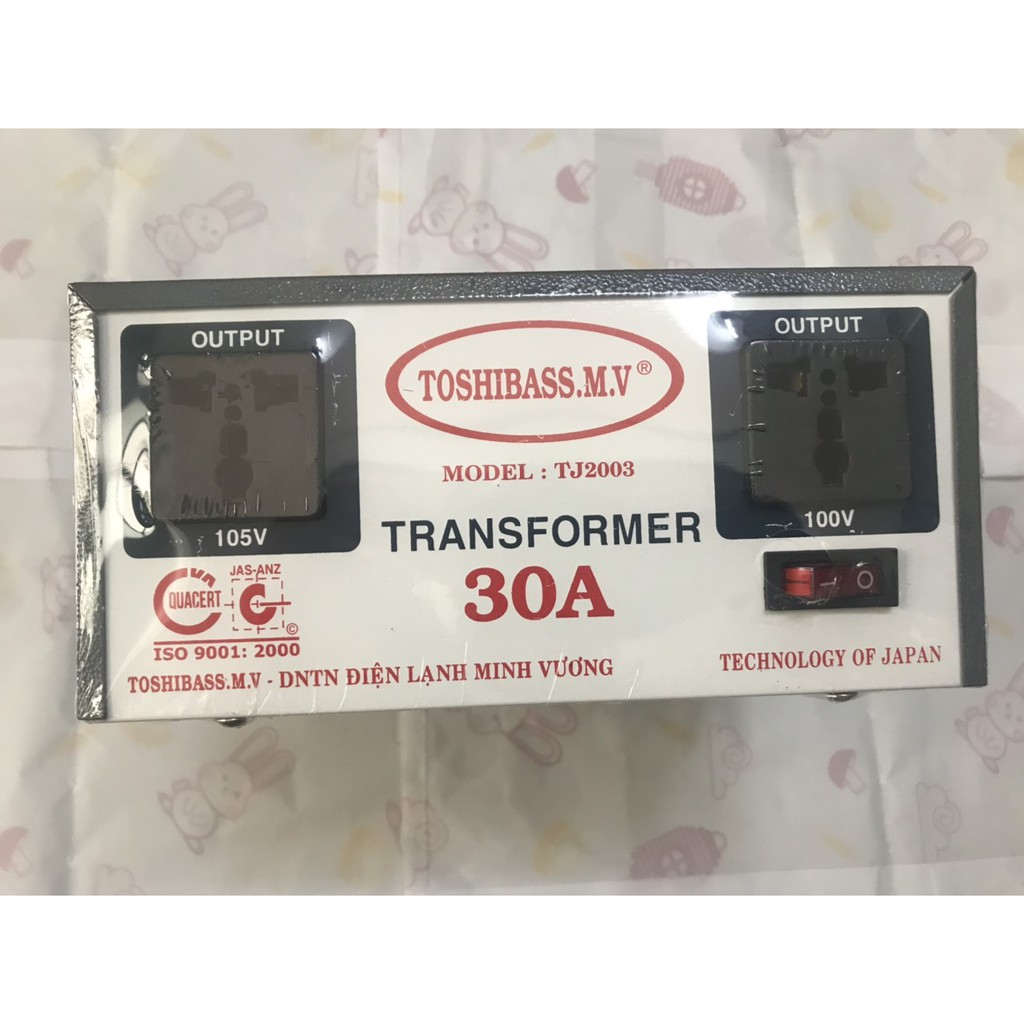 OUTPUT
105V
TOSHIBASS.M.V®
MODEL : TJ2003
TRANSFORMER
30A
OUTPUT
100V
QUACERT
JAS-ANZ
©
ISO 9001: 2000
TOSHIBASS.M.V - DNTN ĐIỆN LẠNH MINH VƯƠNG
TECHNOLOGY OF JAPAN